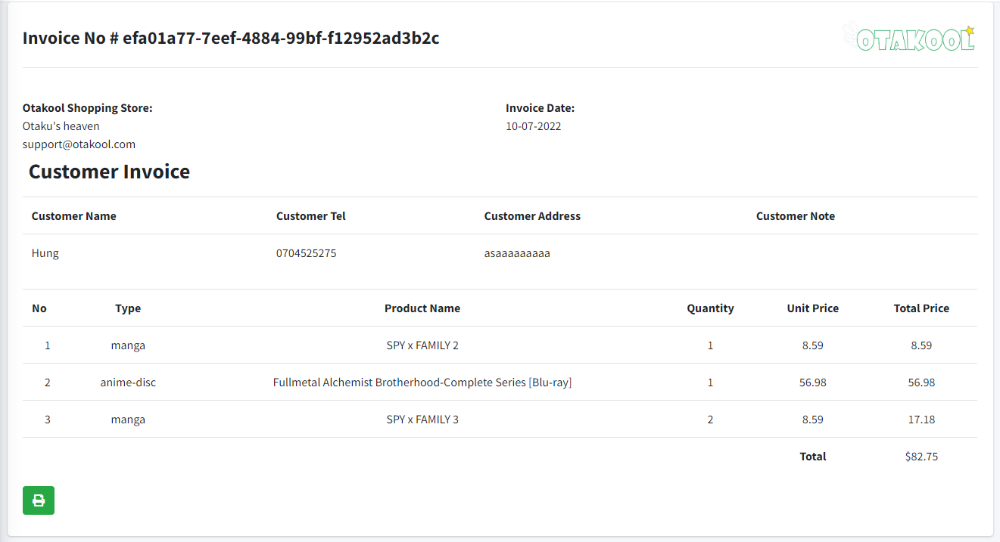 Invoice No # efa01a77-7eef-4884-99bf-f12952ad3b2c
OTAKOOL
Otakool Shopping Store:
Otaku's heaven
support@otakool.com
Invoice Date:
10-07-2022
Customer Invoice
Customer Name Customer Tel Customer Address Customer Note
Hung 0704525275 asaaaaaaaaa
No Type Product Name Quantity Unit Price Total Price
1 manga SPY x FAMILY 2 1 8.59 8.59
2 anime-disc Fullmetal Alchemist Brotherhood-Complete Series [Blu-ray] 1 56.98 56.98
3 manga SPY x FAMILY 3 2 8.59 17.18
Total $82.75